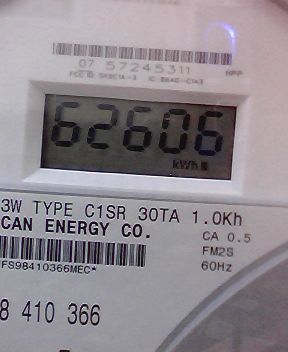 07 57245311
HPP
62606
kWh
3W TYPE C1SR 30TA 1.0Kh
CAN ENERGY CO.
CA 0.5
FM2S
60Hz
FS98410366MEC*
8 410 366